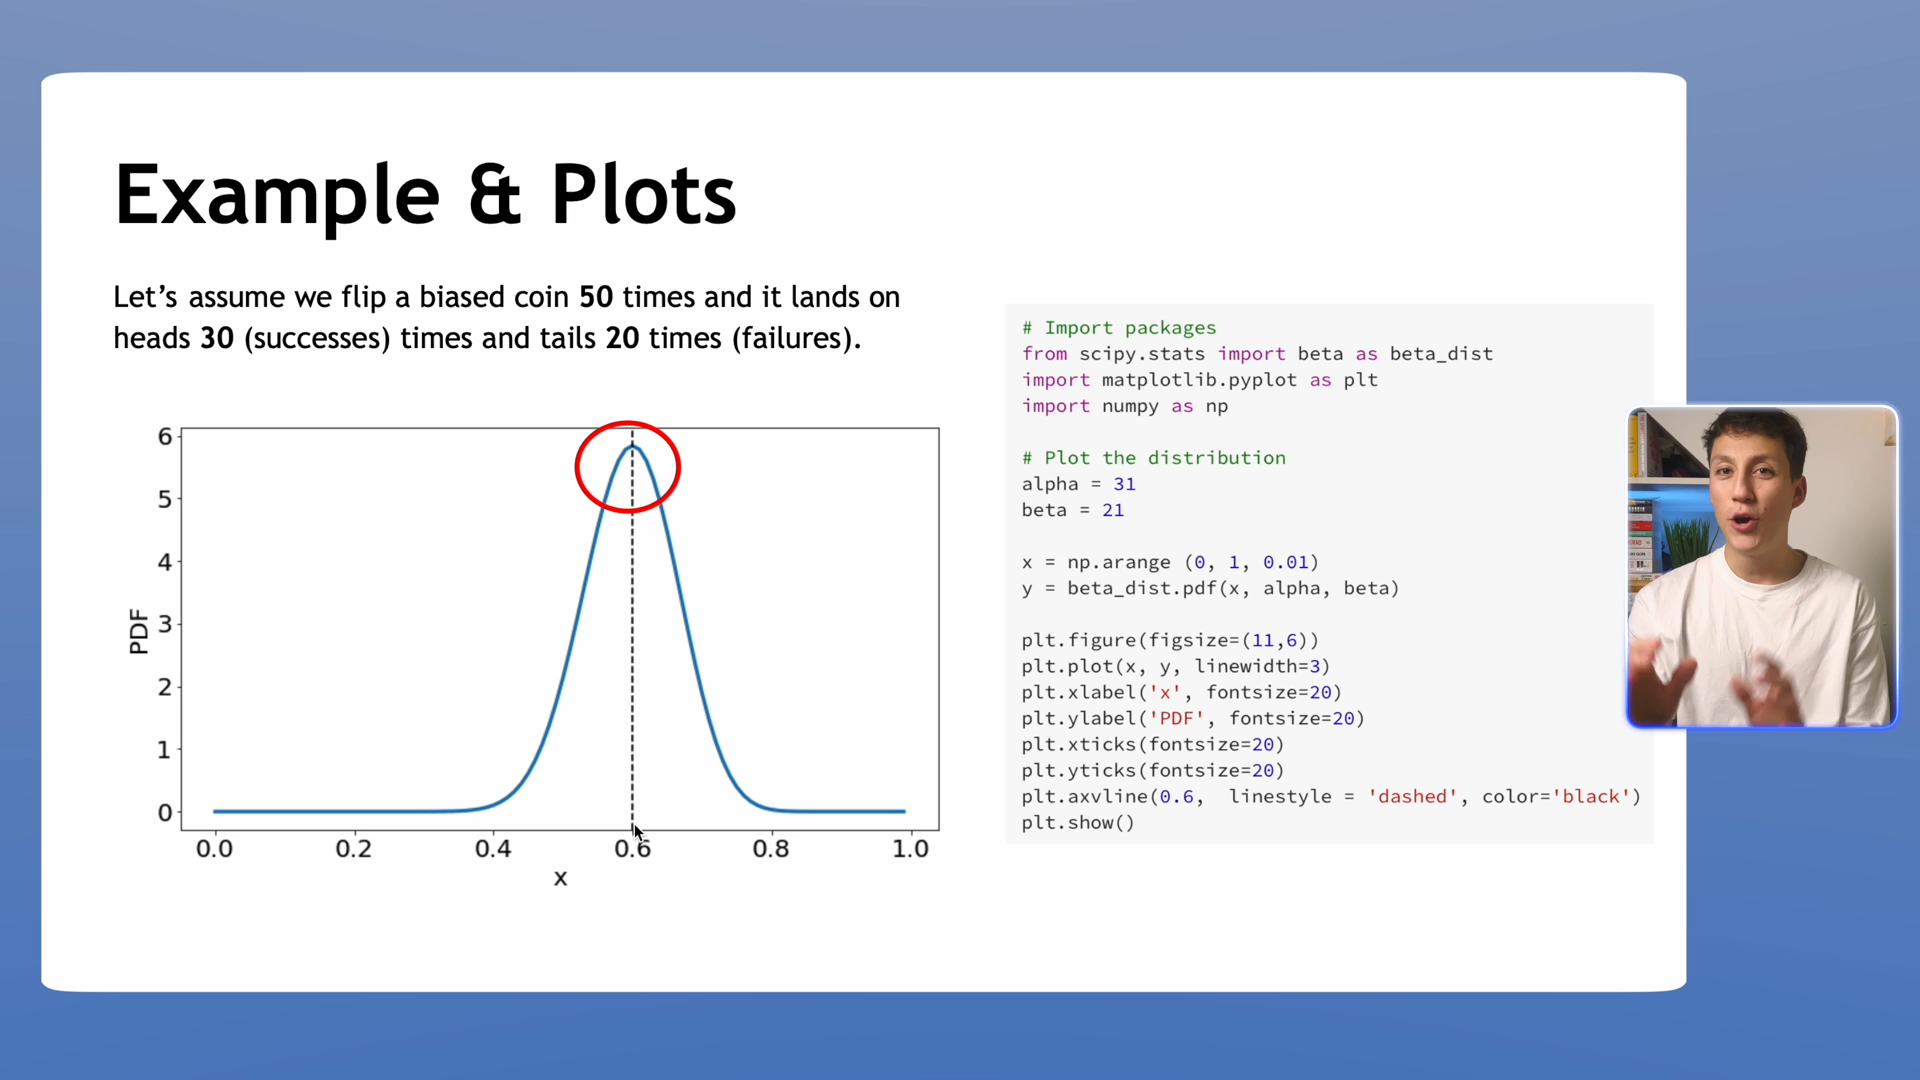 Example & Plots
Let’s assume we flip a biased coin 50 times and it lands on
heads 30 (successes) times and tails 20 times (failures).
6
5
4
3
2
1
0
PDF
0.0 0.2 0.4 0.6 0.8 1.0
x
# Import packages
from scipy.stats import beta as beta_dist
import matplotlib.pyplot as plt
import numpy as np
# Plot the distribution
alpha = 31
beta = 21
x = np.arange (0, 1, 0.01)
y = beta_dist.pdf(x, alpha, beta)
plt.figure(figsize=(11,6))
plt.plot(x, y, linewidth=3)
plt.xlabel('x', fontsize=20)
plt.ylabel('PDF', fontsize=20)
plt.xticks(fontsize=20)
plt.yticks(fontsize=20)
plt.axvline(0.6,  linestyle = 'dashed', color='black')
plt.show()